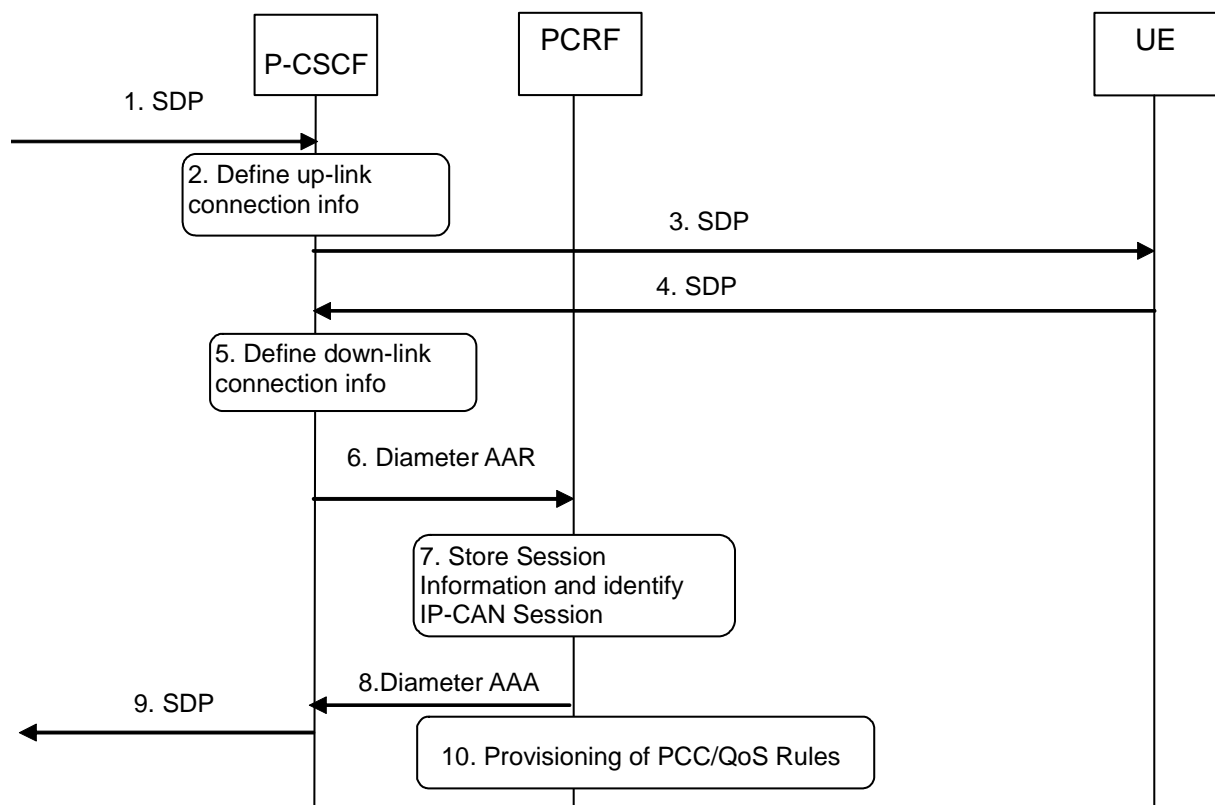 P-CSCF
PCRF
UE
1. SDP
2. Define up-link
connection info
3. SDP
4. SDP
5. Define down-link
connection info
6. Diameter AAR
7. Store Session
Information and identify
IP-CAN Session
8.Diameter AAA
9. SDP
10. Provisioning of PCC/QoS Rules